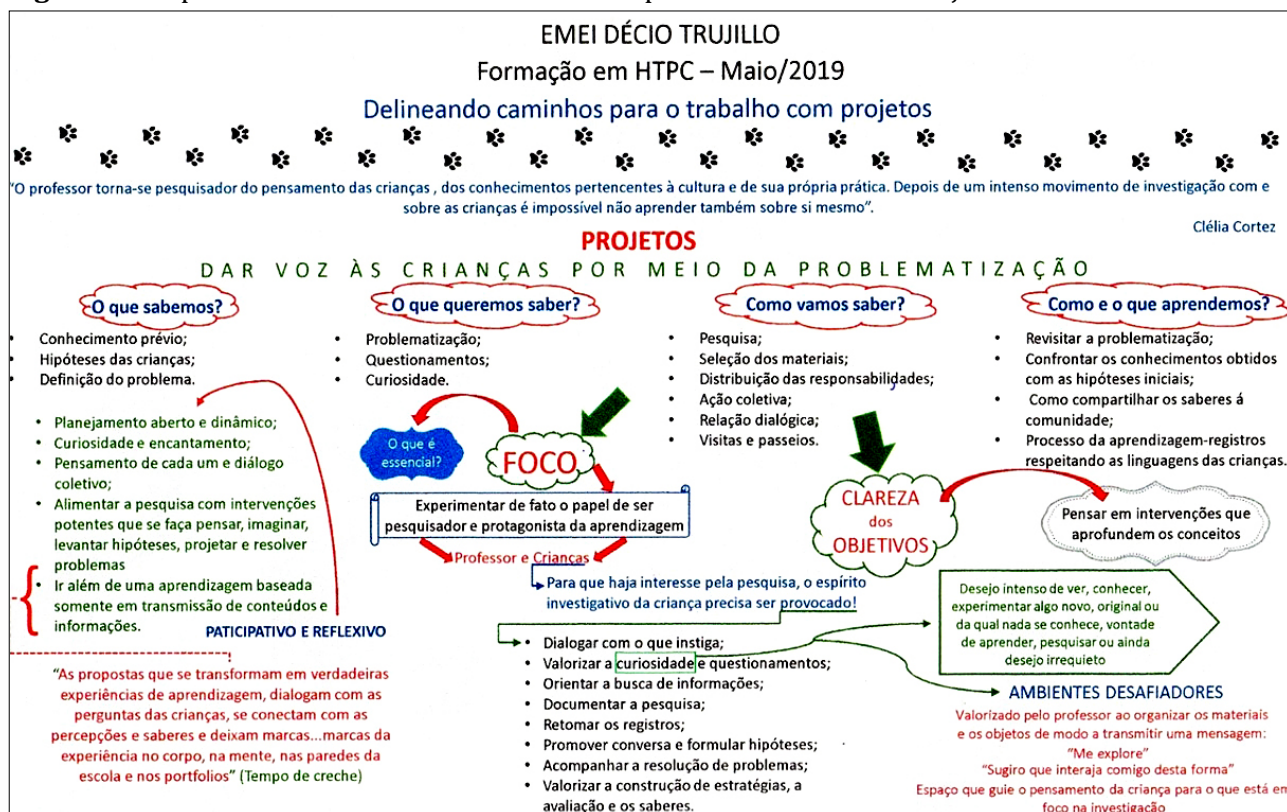 EMEI DÉCIO TRUJILLO
Formação em HTPC – Maio/2019
Delineando caminhos para o trabalho com projetos
"O professor torna-se pesquisador do pensamento das crianças , dos conhecimentos pertencentes à cultura e de sua própria prática. Depois de um intenso movimento de investigação com e
sobre as crianças é impossível não aprender também sobre si mesmo".
Clélia Cortez
PROJETOS
DAR VOZ ÀS CRIANÇAS POR MEIO DA PROBLEMATIZAÇÃO
O que sabemos?
• Conhecimento prévio;
• Hipóteses das crianças;
• Definição do problema.
• Planejamento aberto e dinâmico;
• Curiosidade e encantamento;
• Pensamento de cada um e diálogo
coletivo;
• Alimentar a pesquisa com intervenções
potentes que se faça pensar, imaginar,
levantar hipóteses, projetar e resolver
problemas
• Ir além de uma aprendizagem baseada
somente em transmissão de conteúdos e
informações.
PATICIPATIVO E REFLEXIVO
"As propostas que se transformam em verdadeiras
experiências de aprendizagem, dialogam com as
perguntas das crianças, se conectam com as
percepções e saberes e deixam marcas...marcas da
experiência no corpo, na mente, nas paredes da
escola e nos portfolios" (Tempo de creche)
O que queremos saber?
• Problematização;
• Questionamentos;
• Curiosidade.
O que é
essencial?
FOCO
Experimentar de fato o papel de ser
pesquisador e protagonista da aprendizagem
Professor e Crianças
Para que haja interesse pela pesquisa, o espírito
investigativo da criança precisa ser provocado!
• Dialogar com o que instiga;
• Valorizar a curiosidade e questionamentos;
• Orientar a busca de informações;
• Documentar a pesquisa;
• Retomar os registros;
• Promover conversa e formular hipóteses;
• Acompanhar a resolução de problemas;
• Valorizar a construção de estratégias, a
avaliação e os saberes.
Como vamos saber?
• Pesquisa;
• Seleção dos materiais;
• Distribuição das responsabilidades;
• Ação coletiva;
• Relação dialógica;
• Visitas e passeios.
CLAREZA
dos
OBJETIVOS
Como e o que aprendemos?
• Revisitar a problematização;
• Confrontar os conhecimentos obtidos
com as hipóteses iniciais;
• Como compartilhar os saberes á
comunidade;
• Processo da aprendizagem-registros
respeitando as linguagens das crianças.
Pensar em intervenções que
aprofundem os conceitos
Desejo intenso de ver, conhecer,
experimentar algo novo, original ou
da qual nada se conhece, vontade
de aprender, pesquisar ou ainda
desejo irrequieto
AMBIENTES DESAFIADORES
Valorizado pelo professor ao organizar os materiais
e os objetos de modo a transmitir uma mensagem:
"Me explore"
"Sugiro que interaja comigo desta forma"
Espaço que guie o pensamento da criança para o que está em
foco na investigação